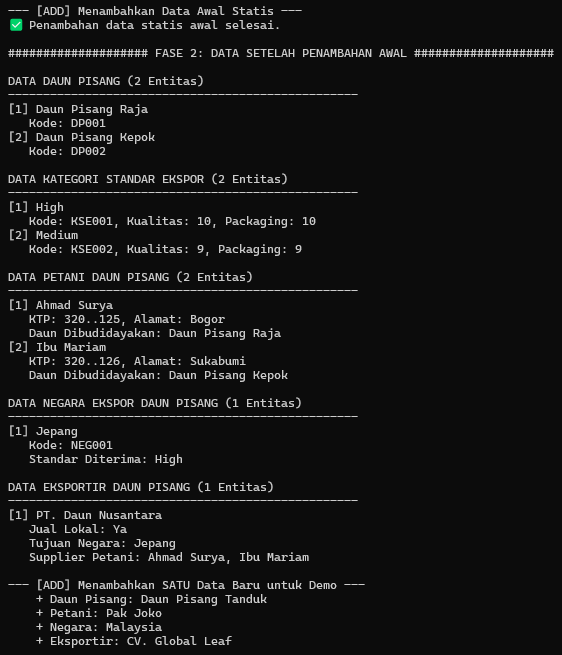 --- [ADD] Menambahkan Data Awal Statis ---
✅ Penambahan data statis awal selesai.
#################### FASE 2: DATA SETELAH PENAMBAHAN AWAL ####################
DATA DAUN PISANG (2 Entitas)
--------------------------------------------------
[1] Daun Pisang Raja
Kode: DP001
[2] Daun Pisang Kepok
Kode: DP002
DATA KATEGORI STANDAR EKSPOR (2 Entitas)
--------------------------------------------------
[1] High
Kode: KSE001, Kualitas: 10, Packaging: 10
[2] Medium
Kode: KSE002, Kualitas: 9, Packaging: 9
DATA PETANI DAUN PISANG (2 Entitas)
--------------------------------------------------
[1] Ahmad Surya
KTP: 320..125, Alamat: Bogor
Daun Dibudidayakan: Daun Pisang Raja
[2] Ibu Mariam
KTP: 320..126, Alamat: Sukabumi
Daun Dibudidayakan: Daun Pisang Kepok
DATA NEGARA EKSPOR DAUN PISANG (1 Entitas)
--------------------------------------------------
[1] Jepang
Kode: NEG001
Standar Diterima: High
DATA EKSPORTIR DAUN PISANG (1 Entitas)
--------------------------------------------------
[1] PT. Daun Nusantara
Jual Lokal: Ya
Tujuan Negara: Jepang
Supplier Petani: Ahmad Surya, Ibu Mariam
--- [ADD] Menambahkan SATU Data Baru untuk Demo ---
+ Daun Pisang: Daun Pisang Tanduk
+ Petani: Pak Joko
+ Negara: Malaysia
+ Eksportir: CV. Global Leaf